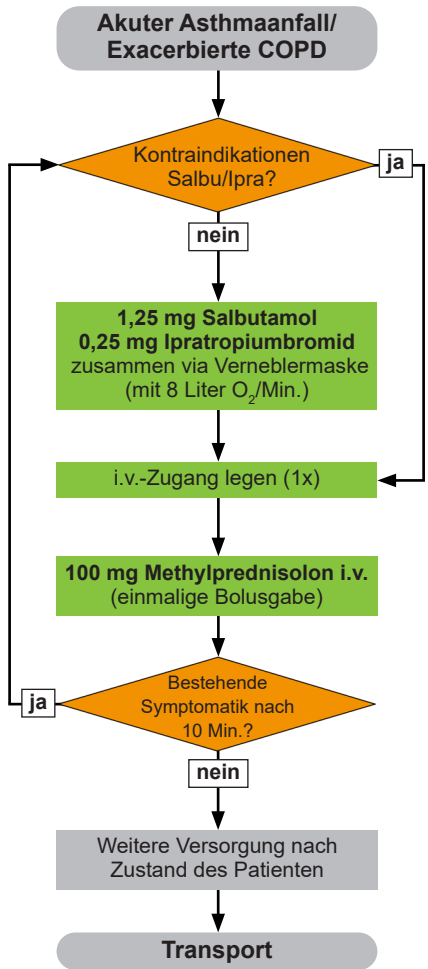 Akuter Asthmaanfall/
Exacerbierte COPD
Kontraindikationen
Salbu/Ipra?
ja
nein
1,25 mg Salbutamol
0,25 mg Ipratropiumbromid
zusammen via Verneblermaske
(mit 8 Liter O₂/Min.)
i.v.-Zugang legen (1x)
100 mg Methylprednisolon i.v.
(einmalige Bolusgabe)
Bestehende
Symptomatik nach
10 Min.?
ja
nein
Weitere Versorgung nach
Zustand des Patienten
Transport